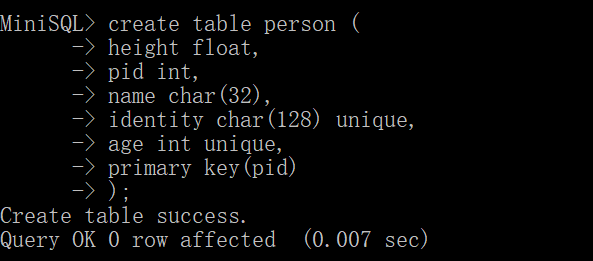 MiniSQL> create table person (
-> height float,
-> pid int,
-> name char(32),
-> identity char(128) unique,
-> age int unique,
-> primary key(pid)
-> );
Create table success.
Query OK 0 row affected  (0.007 sec)